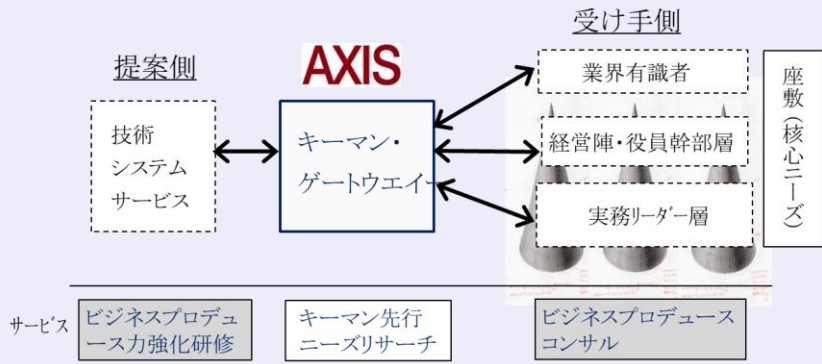 提案側
技術
システム
サービス
AXIS
キーマン・
ゲートウエイー
受け手側
業界有識者
経営陣・役員幹部層
実務ﾘｰﾀﾞｰ層
座敷(核心ニーズ)
サービス
ビジネスプロデュ
ース力強化研修
キーマン先行
ニーズリサーチ
ビジネスプロデュース
コンサル